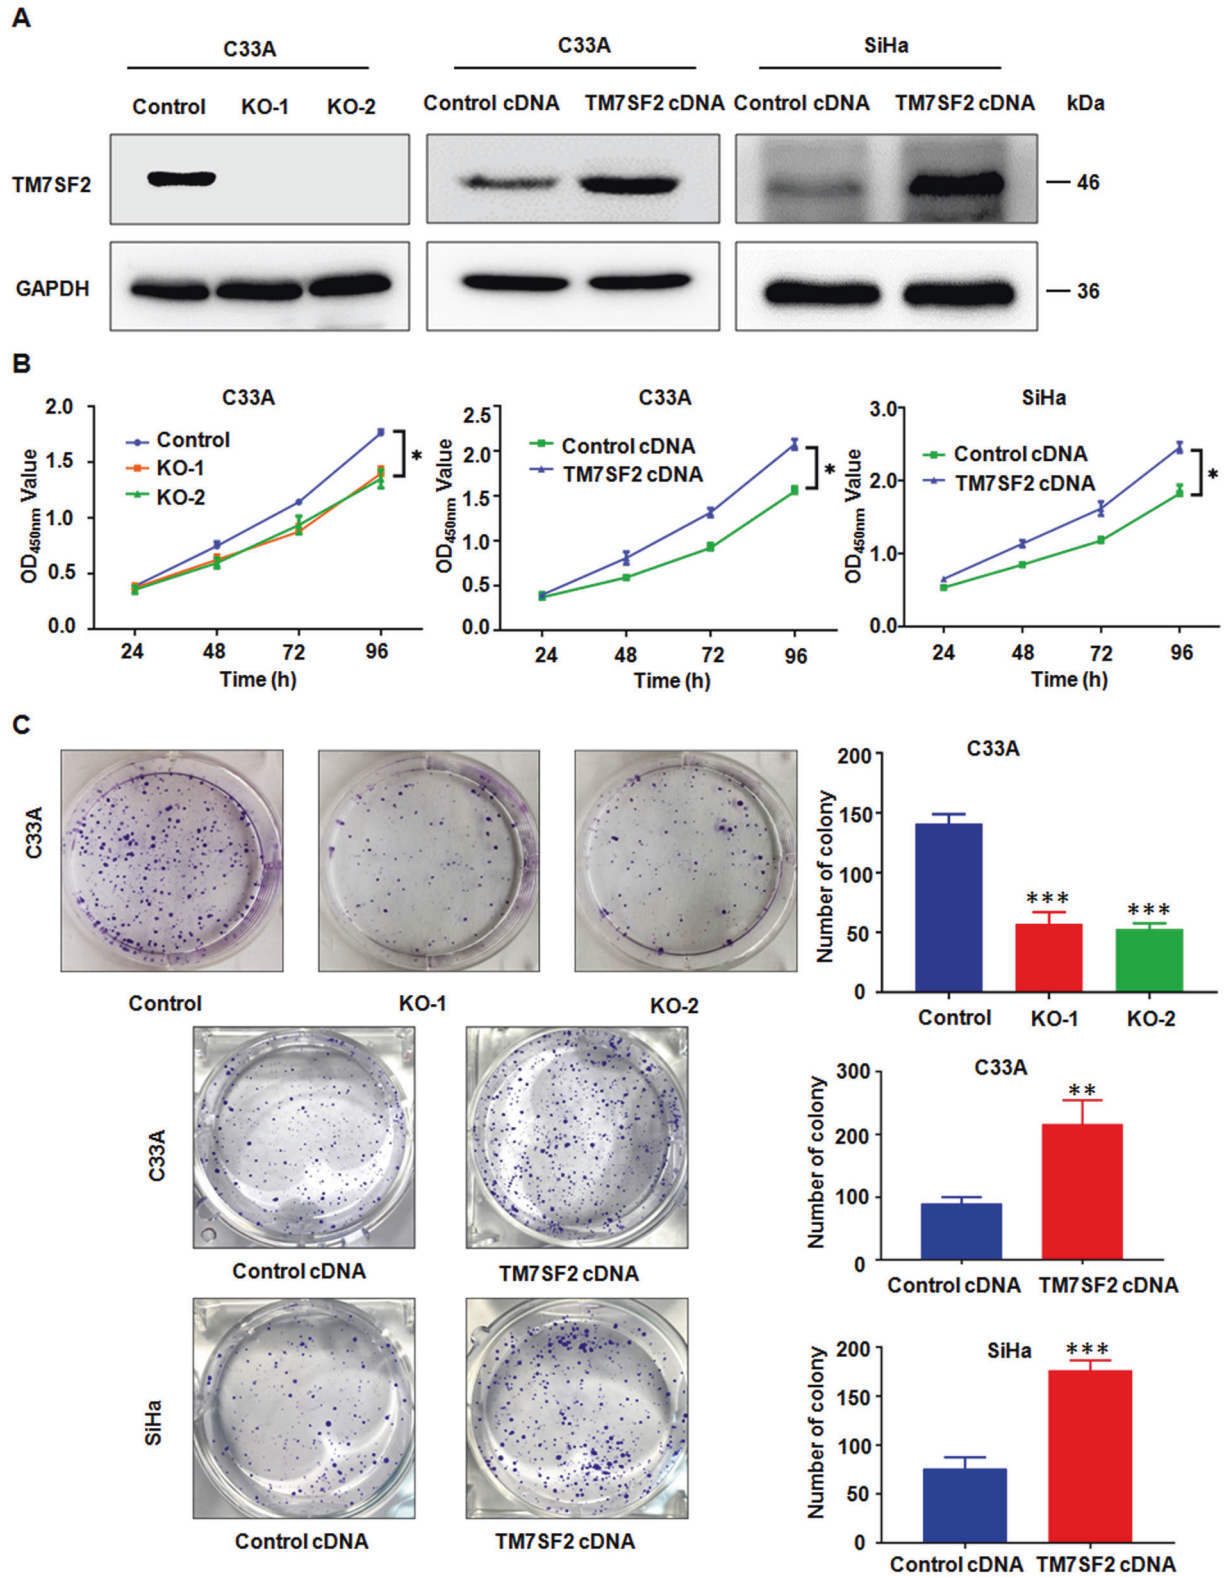 A
C33A
C33A
SiHa
Control KO-1 KO-2
Control cDNA TM7SF2 cDNA
Control cDNA TM7SF2 cDNA
kDa
TM7SF2
46
GAPDH
36
B
C33A
OD450nm Value
2.0
1.5
1.0
0.5
0.0
Control
KO-1
KO-2
*
24 48 72 96
Time (h)
C33A
OD450nm Value
2.5
2.0
1.5
1.0
0.5
0.0
Control cDNA
TM7SF2 cDNA
*
24 48 72 96
Time (h)
SiHa
OD450nm Value
3.0
2.0
1.0
0.0
Control cDNA
TM7SF2 cDNA
*
24 48 72 96
Time (h)
C
C33A
Control KO-1 KO-2
C33A
Number of colony
200
150
100
50
0
***
***
Control KO-1 KO-2
C33A
Control cDNA TM7SF2 cDNA
C33A
Number of colony
300
200
100
0
**
Control cDNA TM7SF2 cDNA
SiHa
Control cDNA TM7SF2 cDNA
SiHa
Number of colony
200
150
100
50
0
***
Control cDNA TM7SF2 cDNA